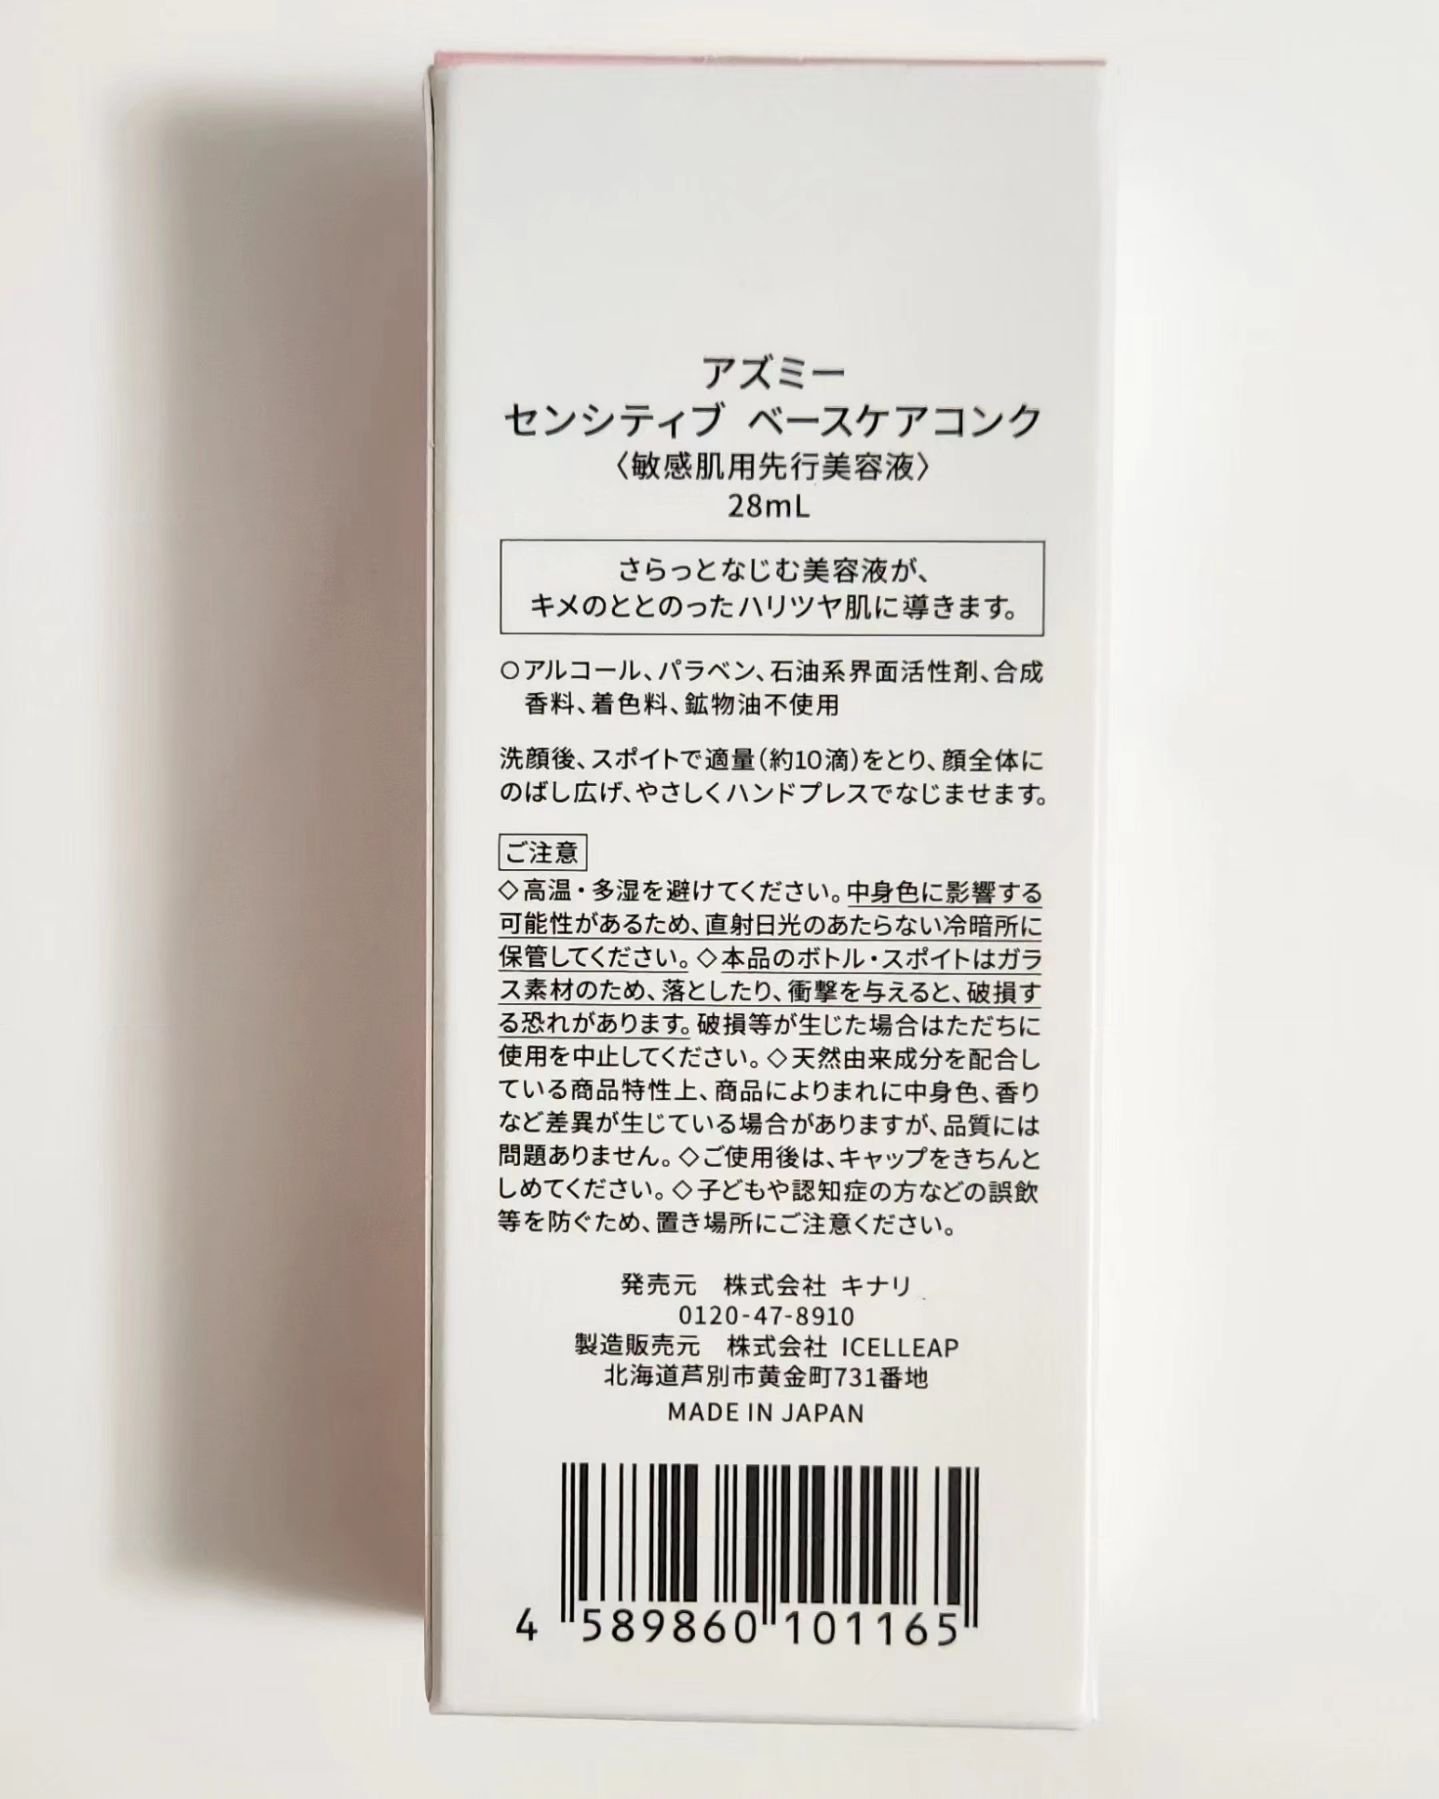 アズミー
センシティブ ベースケアコンク
〈敏感肌用先行美容液〉
28mL
さらっとなじむ美容液が、
キメのととのったハリツヤ肌に導きます。
○アルコール、パラベン、石油系界面活性剤、合成
香料、着色料、鉱物油不使用
洗顔後、スポイトで適量(約10滴)をとり、顔全体に
のばし広げ、やさしくハンドプレスでなじませます。
ご注意
◇高温・多湿を避けてください。中身色に影響する
可能性があるため、直射日光のあたらない冷暗所に
保管してください。◇本品のボトル・スポイトはガラ
ス素材のため、落としたり、衝撃を与えると、破損す
る恐れがあります。破損等が生じた場合はただちに
使用を中止してください。◇天然由来成分を配合し
ている商品特性上、商品によりまれに中身色、香り
など差異が生じている場合がありますが、品質には
問題ありません。◇ご使用後は、キャップをきちんと
しめてください。◇子どもや認知症の方などの誤飲
等を防ぐため、置き場所にご注意ください。
発売元 株式会社 キナリ
0120-47-8910
製造販売元 株式会社 ICELLEAP
北海道芦別市黄金町731番地
MADE IN JAPAN
4 589860 101165